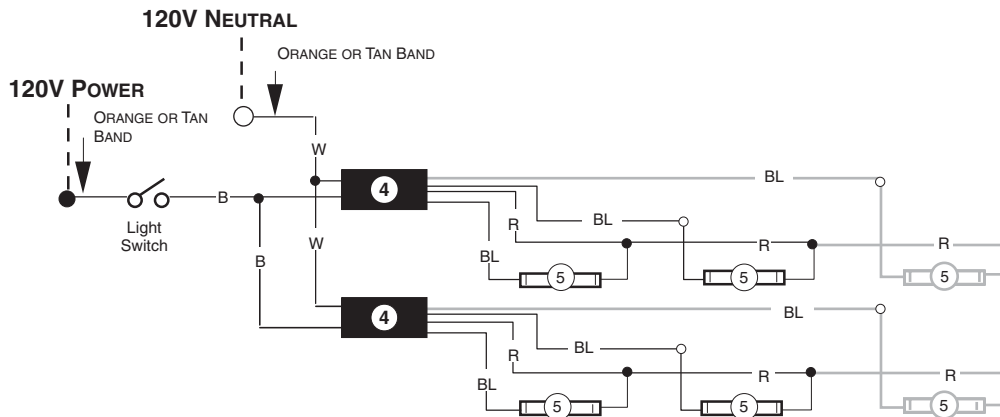 120V NEUTRAL
ORANGE OR TAN BAND
120V POWER
ORANGE OR TAN
BAND
W
4
BL
B
Light
Switch
BL
R
R
R
W
B
BL
5
5
5
4
BL
BL
R
R
R
BL
5
5
5